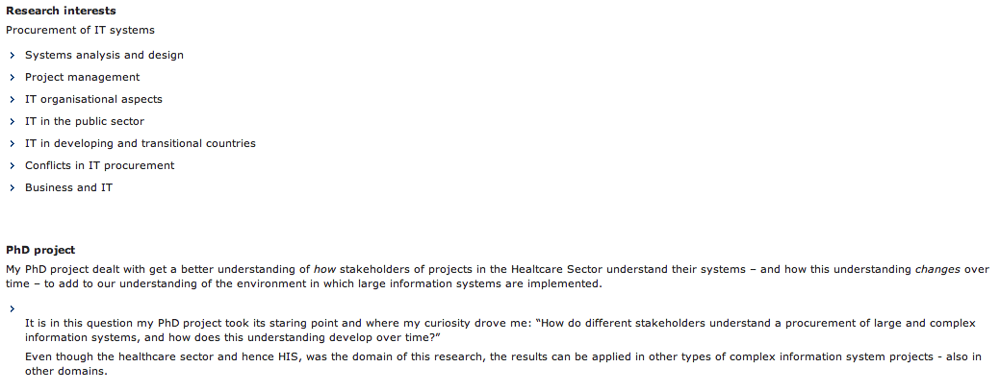 Research interests
Procurement of IT systems
Systems analysis and design
Project management
IT organisational aspects
IT in the public sector
IT in developing and transitional countries
Conflicts in IT procurement
Business and IT
PhD project
My PhD project dealt with get a better understanding of how stakeholders of projects in the Healtcare Sector understand their systems – and how this understanding changes over
time – to add to our understanding of the environment in which large information systems are implemented.
It is in this question my PhD project took its staring point and where my curiosity drove me: “How do different stakeholders understand a procurement of large and complex
information systems, and how does this understanding develop over time?”
Even though the healthcare sector and hence HIS, was the domain of this research, the results can be applied in other types of complex information system projects - also in
other domains.